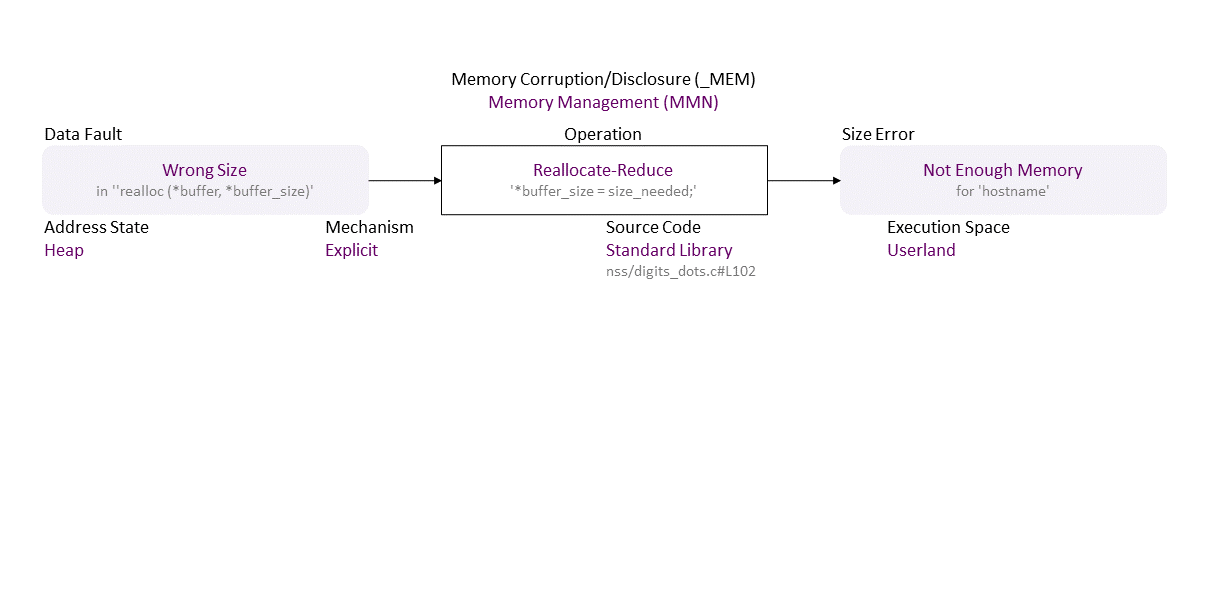 Memory Corruption/Disclosure (_MEM)
Memory Management (MMN)
Data Fault
Operation
Size Error
Wrong Size
in ''realloc (*buffer, *buffer_size)'
Reallocate-Reduce
'*buffer_size = size_needed;'
Not Enough Memory
for 'hostname'
Address State
Heap
Mechanism
Explicit
Source Code
Standard Library
nss/digits_dots.c#L102
Execution Space
Userland